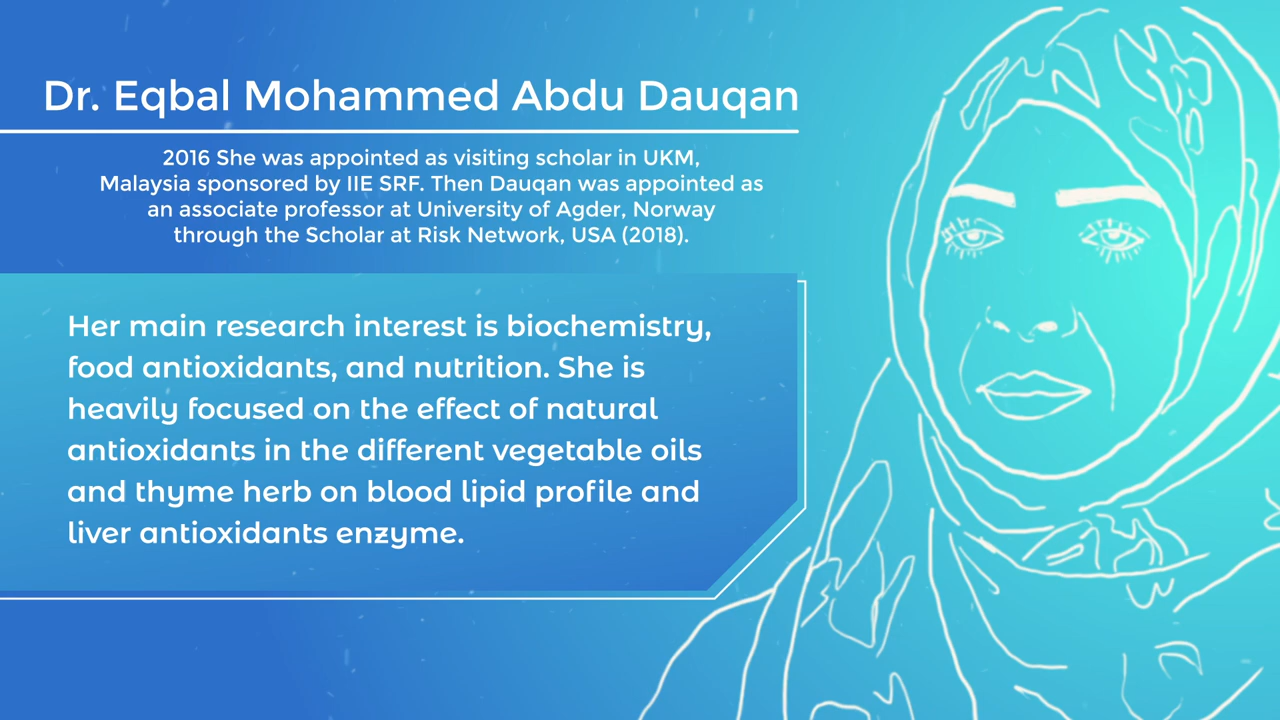 Dr. Eqbal Mohammed Abdu Dauqan
2016 She was appointed as visiting scholar in UKM,
Malaysia sponsored by IIE SRF. Then Dauqan was appointed as
an associate professor at University of Agder, Norway
through the Scholar at Risk Network, USA (2018).
Her main research interest is biochemistry,
food antioxidants, and nutrition. She is
heavily focused on the effect of natural
antioxidants in the different vegetable oils
and thyme herb on blood lipid profile and
liver antioxidants enzyme.